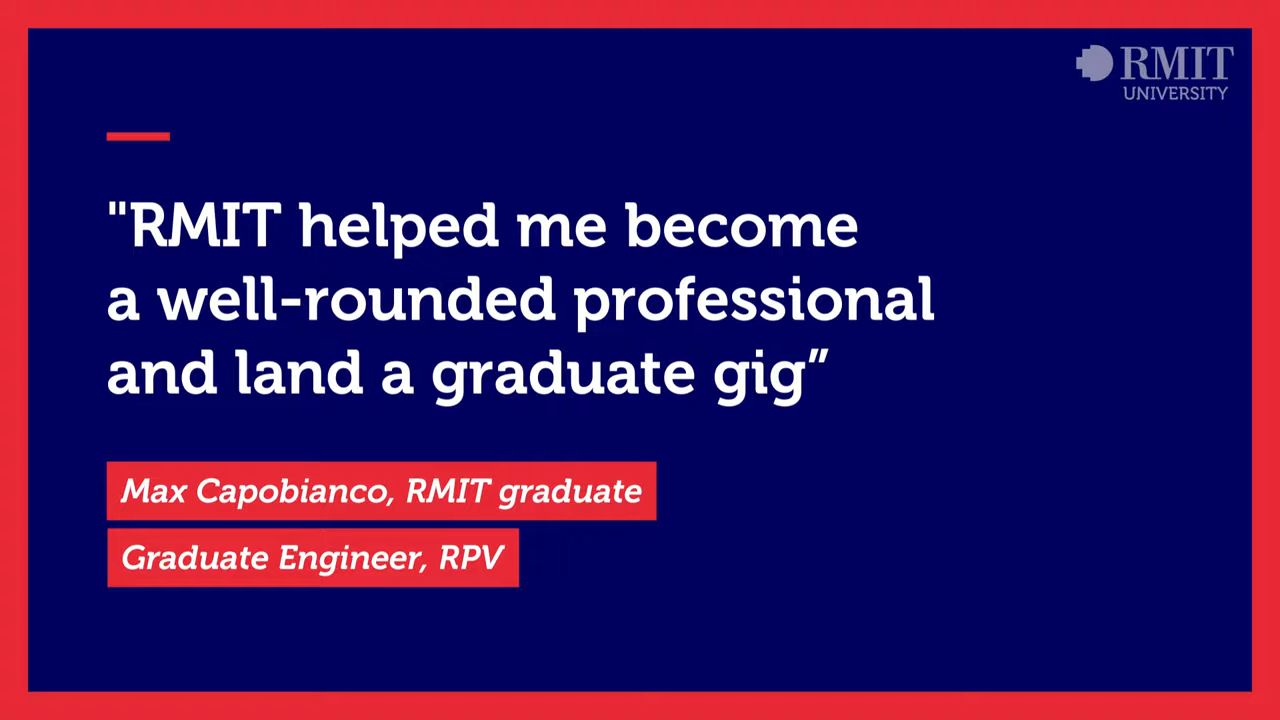 RMIT
UNIVERSITY
"RMIT helped me become
a well-rounded professional
and land a graduate gig”
Max Capobianco, RMIT graduate
Graduate Engineer, RPV